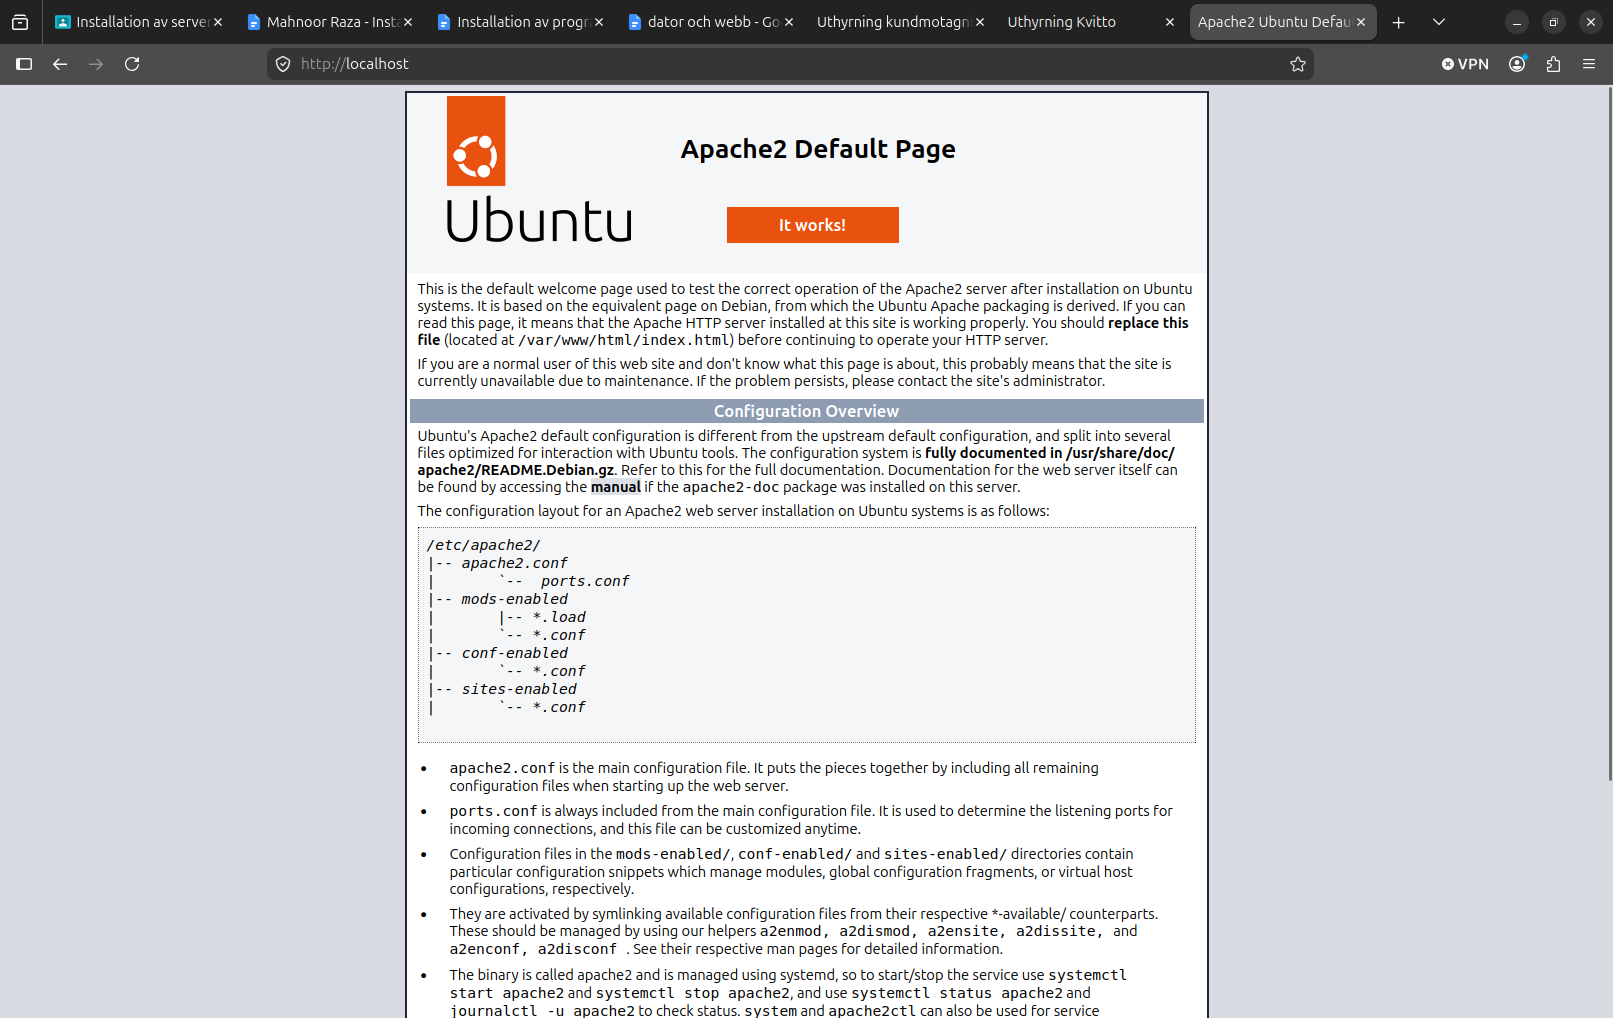 Installation av server
Mahnoor Raza - Insta
Installation av progr
dator och webb - Go
Uthyrning kundmotagni
Uthyrning Kvitto
Apache2 Ubuntu Defau
http://localhost
VPN
Apache2 Default Page
Ubuntu
It works!
This is the default welcome page used to test the correct operation of the Apache2 server after installation on Ubuntu
systems. It is based on the equivalent page on Debian, from which the Ubuntu Apache packaging is derived. If you can
read this page, it means that the Apache HTTP server installed at this site is working properly. You should replace this
file (located at /var/www/html/index.html) before continuing to operate your HTTP server.
If you are a normal user of this web site and don't know what this page is about, this probably means that the site is
currently unavailable due to maintenance. If the problem persists, please contact the site's administrator.
Configuration Overview
Ubuntu's Apache2 default configuration is different from the upstream default configuration, and split into several
files optimized for interaction with Ubuntu tools. The configuration system is fully documented in /usr/share/doc/
apache2/README.Debian.gz. Refer to this for the full documentation. Documentation for the web server itself can
be found by accessing the manual if the apache2-doc package was installed on this server.
The configuration layout for an Apache2 web server installation on Ubuntu systems is as follows:
/etc/apache2/
|-- apache2.conf
|       `--  ports.conf
|-- mods-enabled
|       |-- *.load
|       `-- *.conf
|-- conf-enabled
|       `-- *.conf
|-- sites-enabled
|       `-- *.conf
• apache2.conf is the main configuration file. It puts the pieces together by including all remaining
configuration files when starting up the web server.
• ports.conf is always included from the main configuration file. It is used to determine the listening ports for
incoming connections, and this file can be customized anytime.
• Configuration files in the mods-enabled/, conf-enabled/ and sites-enabled/ directories contain
particular configuration snippets which manage modules, global configuration fragments, or virtual host
configurations, respectively.
• They are activated by symlinking available configuration files from their respective *-available/ counterparts.
These should be managed by using our helpers a2enmod, a2dismod, a2ensite, a2dissite, and
a2enconf, a2disconf . See their respective man pages for detailed information.
• The binary is called apache2 and is managed using systemd, so to start/stop the service use systemctl
start apache2 and systemctl stop apache2, and use systemctl status apache2 and
journalctl -u apache2 to check status. system and apache2ctl can also be used for service